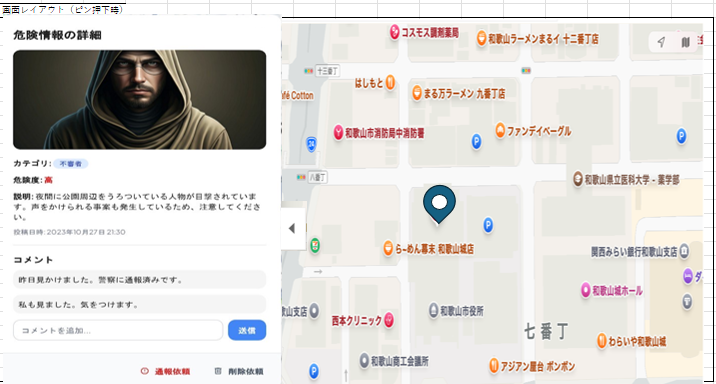 画面レイアウト（ピン押下時）
危険情報の詳細
カテゴリ: 不審者
危険度: 高
説明: 夜間に公園周辺をうろついている人物が目撃されていま
す。声をかけられる事案も発生しているため、注意してくださ
い。
投稿日時: 2023年10月27日 21:30
コメント
昨日見かけました。警察に通報済みです。
私も見ました。気をつけます。
コメントを追加...
送信
通報依頼
削除依頼
コスモス調剤薬局
和歌山ラーメンまるイ 十二番丁店
十三番丁
はしもと
afé Cotton
まる万ラーメン 九番丁店
24
和歌山市消防局中消防署
ファンデイベーグル
P
P
八番丁
和歌山県立医科大学 - 薬学部
P
らーめん幕末 和歌山城店
関西みらい銀行和歌山支店
ダ
和歌山城ホール
歌山支店
和歌山市役所
西本クリニック
七番丁
わらいや和歌山城
和歌山商工会議所
アジアン屋台 ボンボン
P